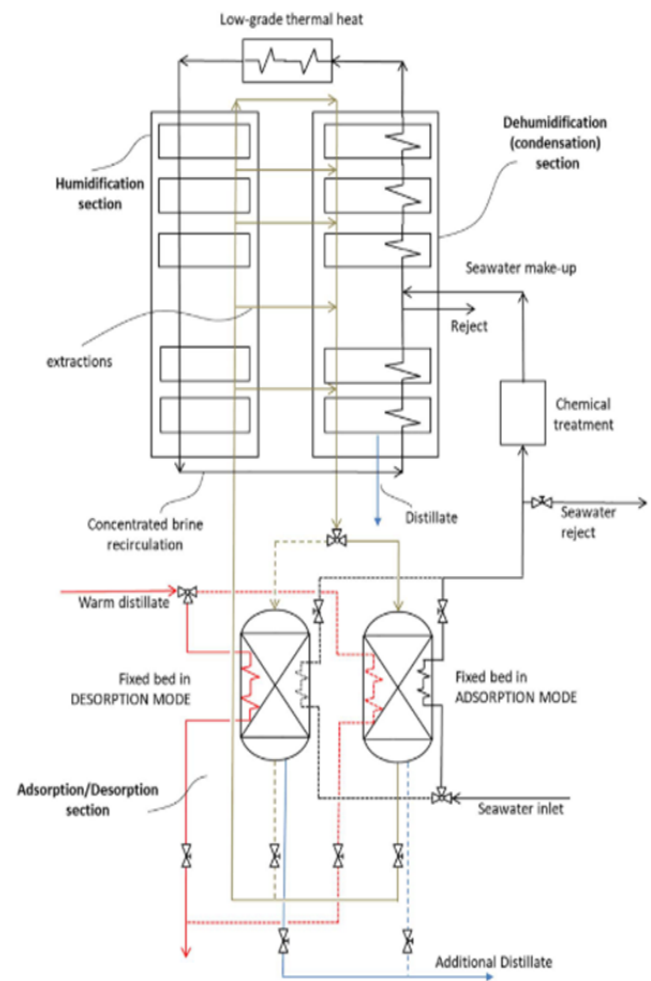 Low-grade thermal heat
Dehumidification
(condensation)
section
Humidification
section
Seawater make-up
Reject
extractions
Chemical
treatment
Distillate
Seawater
reject
Concentrated brine
recirculation
Warm distillate
Fixed bed in
DESORPTION MODE
Fixed bed in
ADSORPTION MODE
Adsorption/Desorption
section
Seawater inlet
Additional Distillate